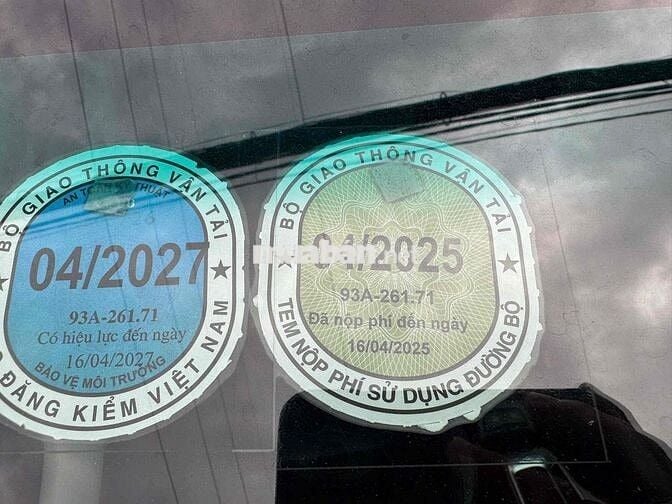 BỘ GIAO THÔNG VẬN TẢI
AN TOÀN KỸ THUẬT
04/2027
93A-261.71
Có hiệu lực đến ngày
16/04/2027
BẢO VỆ MÔI TRƯỜNG
ĐĂNG KIỂM VIỆT NAM
BỘ GIAO THÔNG VẬN TẢI
04/2025
93A-261.71
Đã nộp phí đến ngày
16/04/2025
TEM NỘP PHÍ SỬ DỤNG ĐƯỜNG BỘ
muaban.net